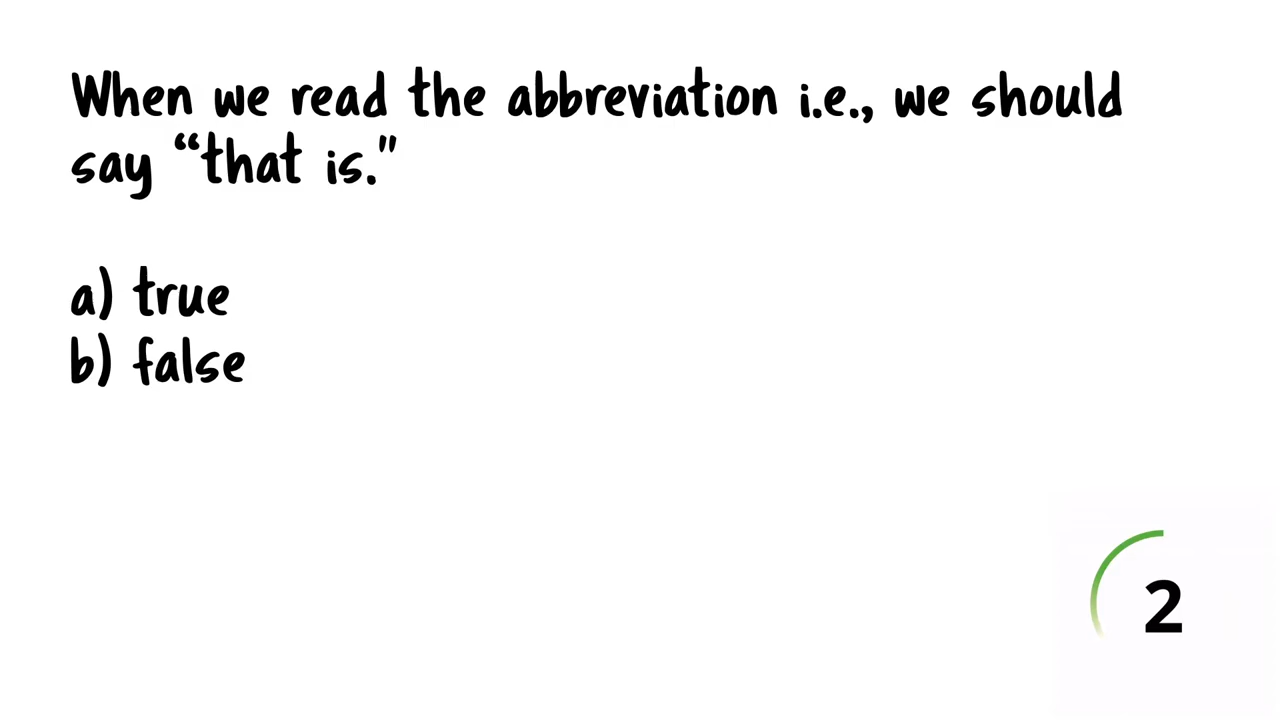 When we read the abbreviation i.e., we should
say “that is."
a) true
b) false
2